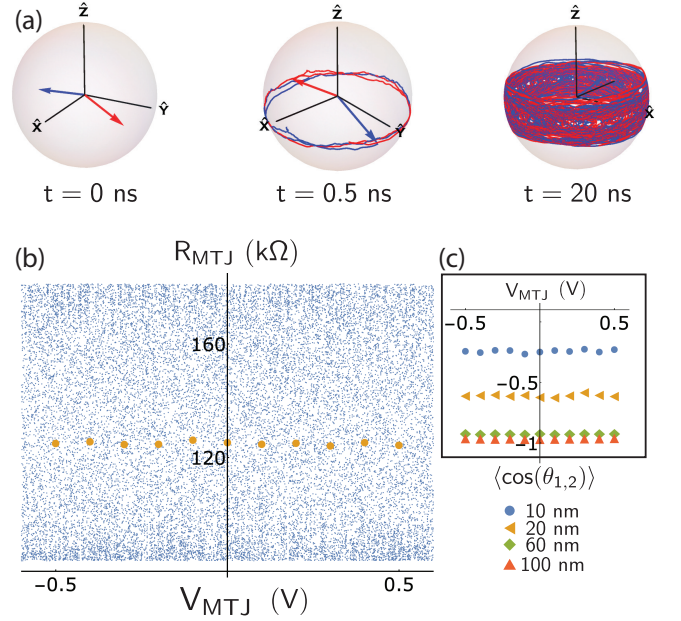 (a)
Ẑ Ẑ Ẑ
X̂ Ŷ X̂ Ŷ X̂
t = 0 ns t = 0.5 ns t = 20 ns
(b) R_MTJ (kΩ)
160
120
−0.5 0.5
V_MTJ (V)
(c)
V_MTJ (V)
−0.5 0.5
−0.5
−1
⟨cos(θ_1,2)⟩
10 nm
20 nm
60 nm
100 nm